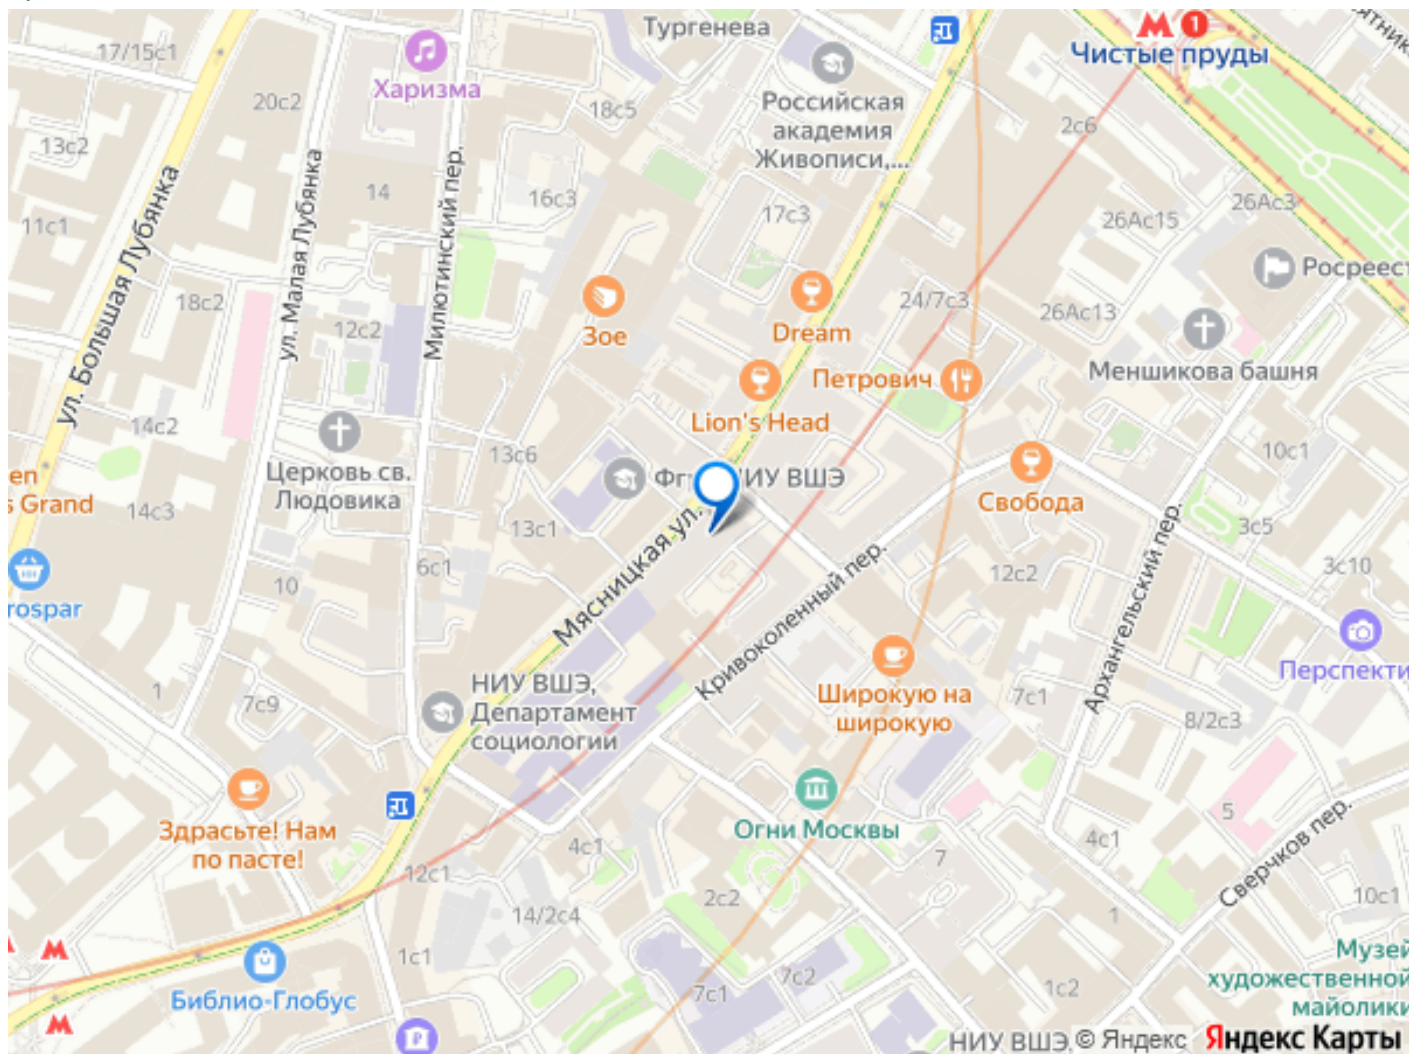 Тургенева
17/15с1
Чистые пруды
Харизма
20с2
18с5
Российская
академия
Живописи,...
2с6
13с2
14
16с3
17с3
26Ас15
26Ас3
11с1
ул. Большая Лубянка
ул. Малая Лубянка
Милютинский пер.
Росреест
18с2
12с2
Зое
Dream
24/7с3
26Ас13
Меншикова башня
Петрович
Lion's Head
14с2
Церковь св.
Людовика
13с6
НИУ ВШЭ
10с1
en
s Grand
14с3
13с1
Свобода
3с5
Мясницкая ул.
Кривоколенный пер.
Архангельский пер.
rospar
10
6с1
12с2
3с10
1
7с9
НИУ ВШЭ,
Департамент
социологии
Широкую на
широкую
7с1
8/2с3
Перспекти
Здрасьте! Нам
по пасте!
Огни Москвы
5
4с1
7
4с1
Сверчков пер.
12с1
2с2
14/2с4
1
10с1
1с1
Библио-Глобус
7с2
7с1
1с2
Музей
художественной
майолики
НИУ ВШЭ,
© Яндекс
Яндекс Карты